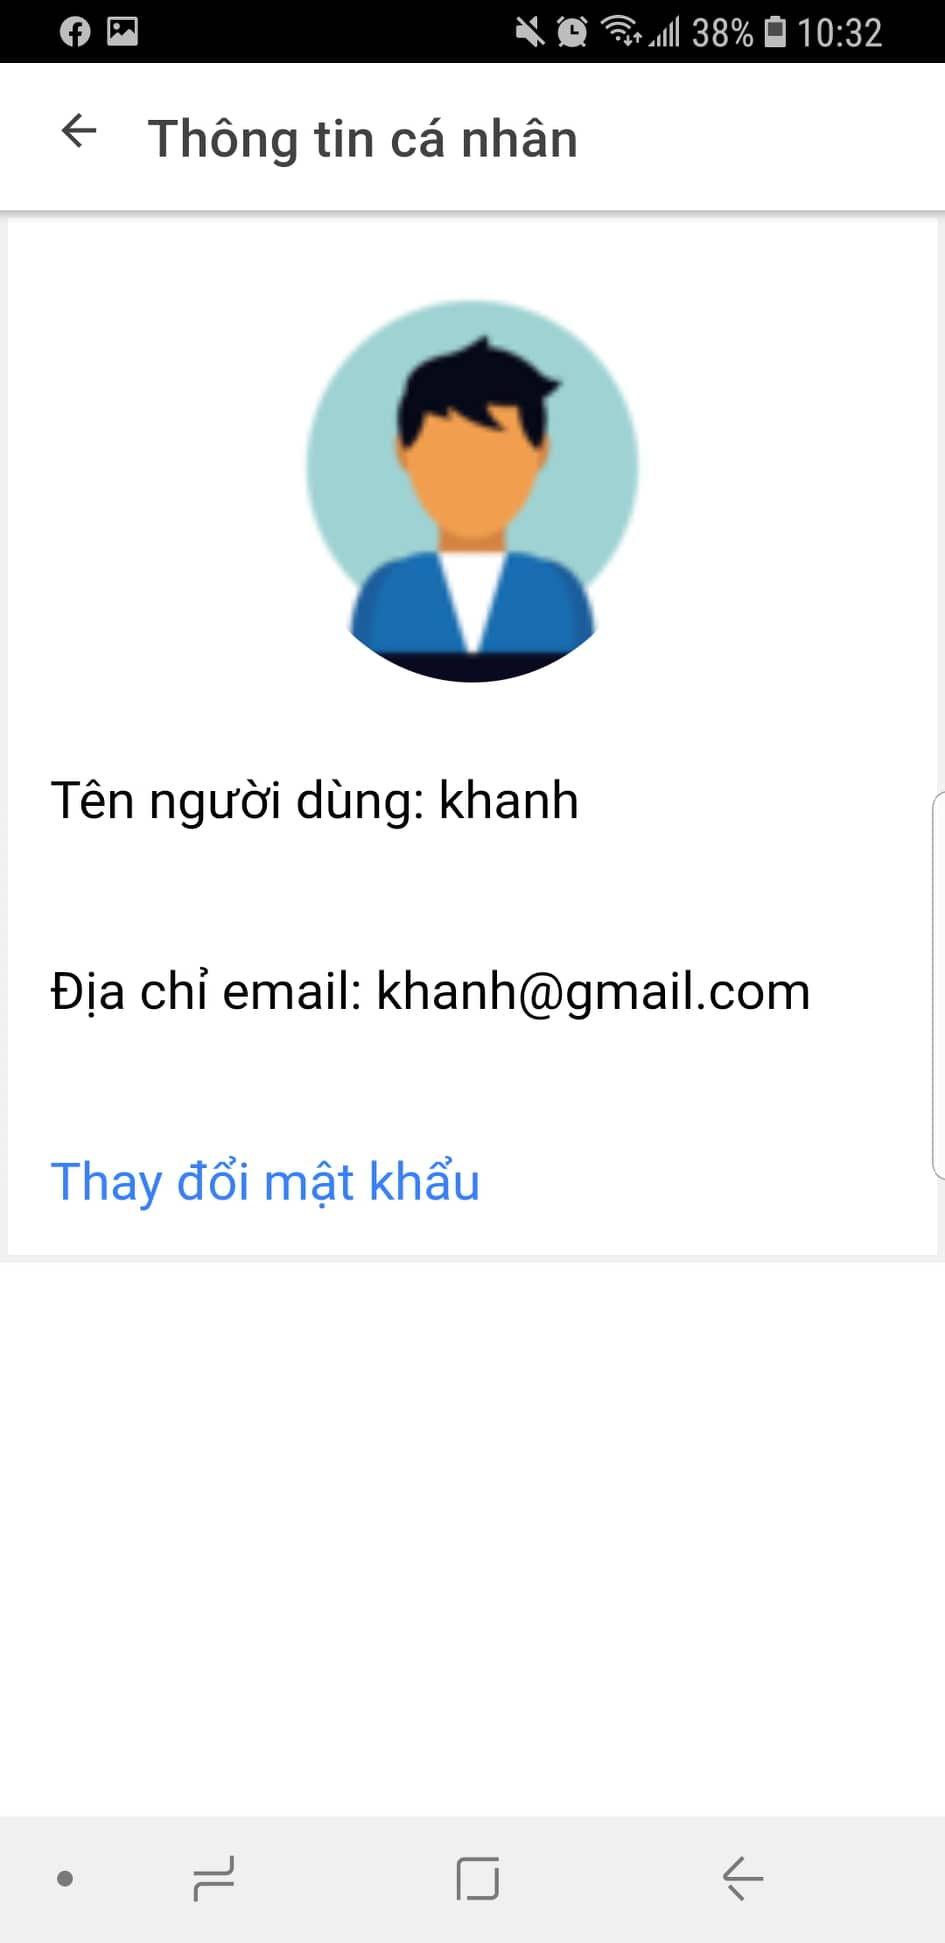 38% 10:32
Thông tin cá nhân
Tên người dùng: khanh
Địa chỉ email: khanh@gmail.com
Thay đổi mật khẩu